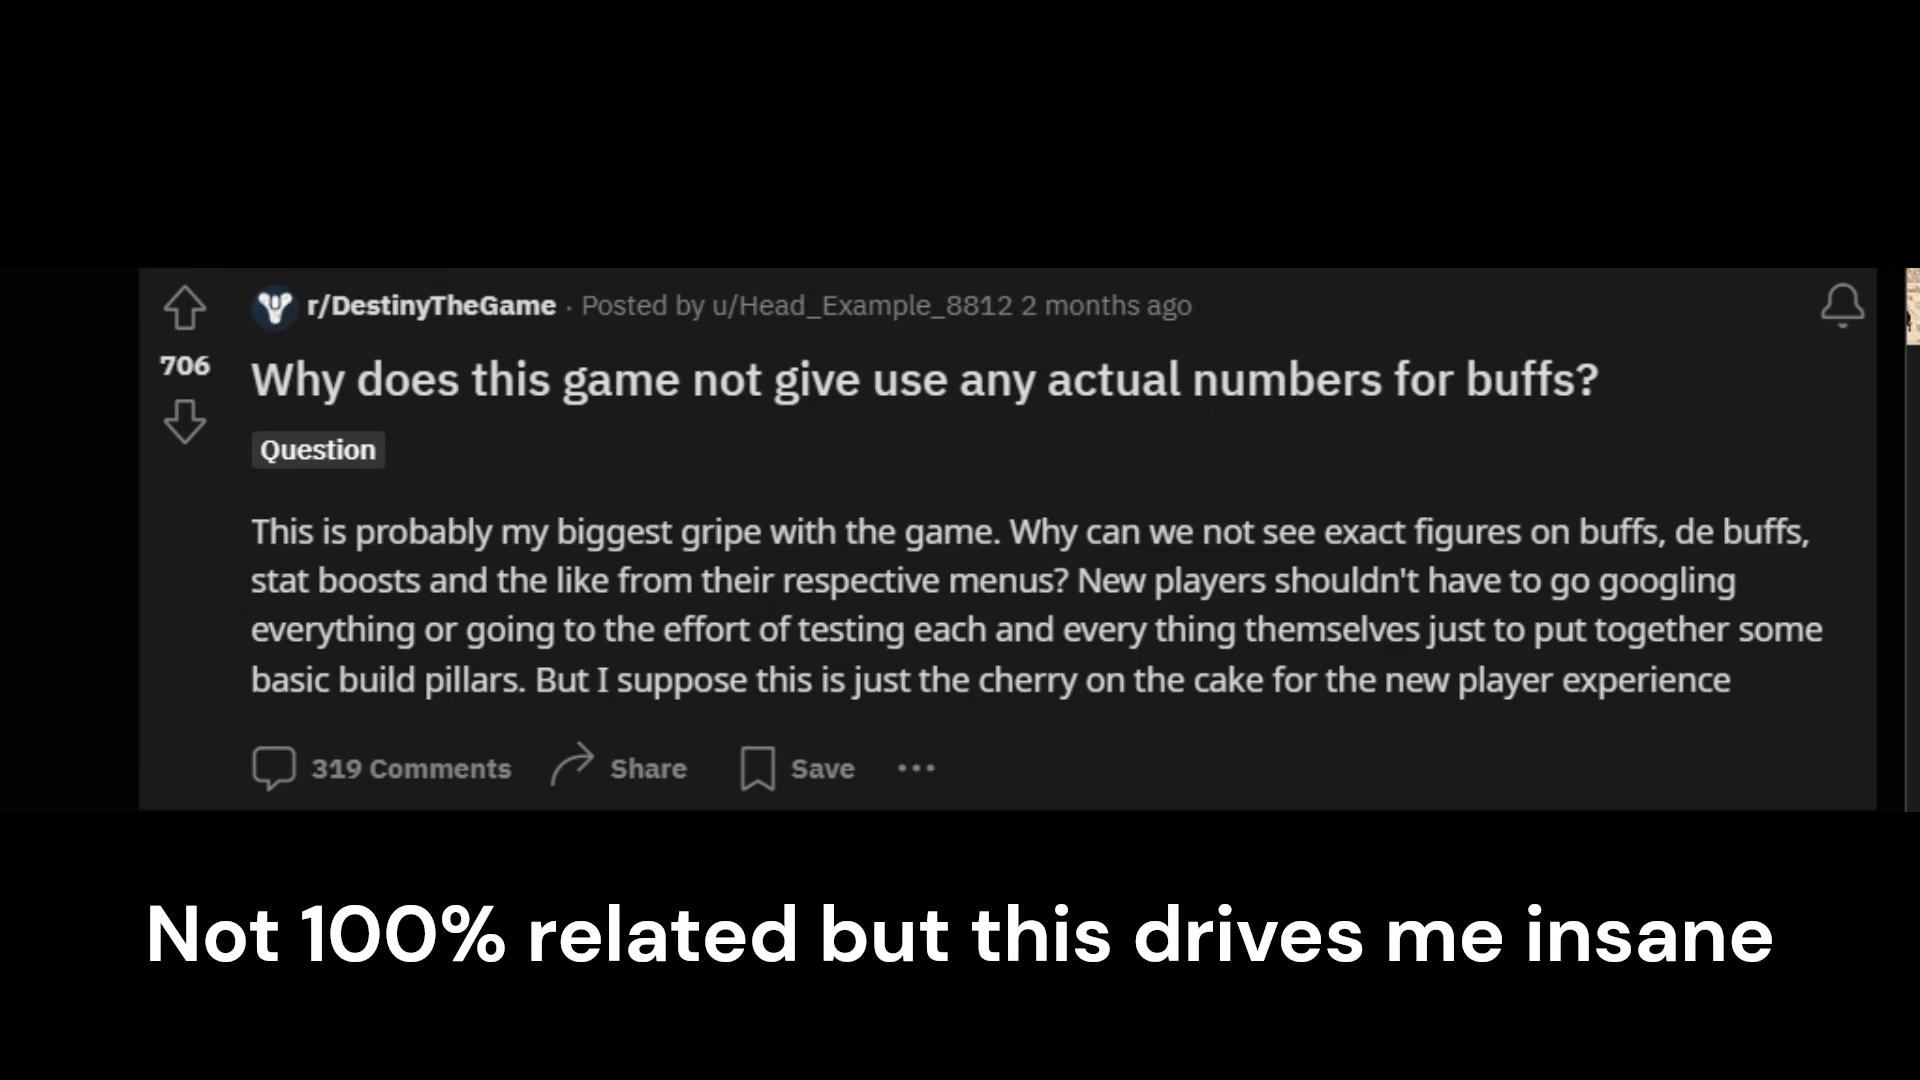 r/DestinyTheGame · Posted by u/Head_Example_8812 2 months ago
706
Why does this game not give use any actual numbers for buffs?
Question
This is probably my biggest gripe with the game. Why can we not see exact figures on buffs, de buffs,
stat boosts and the like from their respective menus? New players shouldn't have to go googling
everything or going to the effort of testing each and every thing themselves just to put together some
basic build pillars. But I suppose this is just the cherry on the cake for the new player experience
319 Comments Share Save ...
Not 100% related but this drives me insane